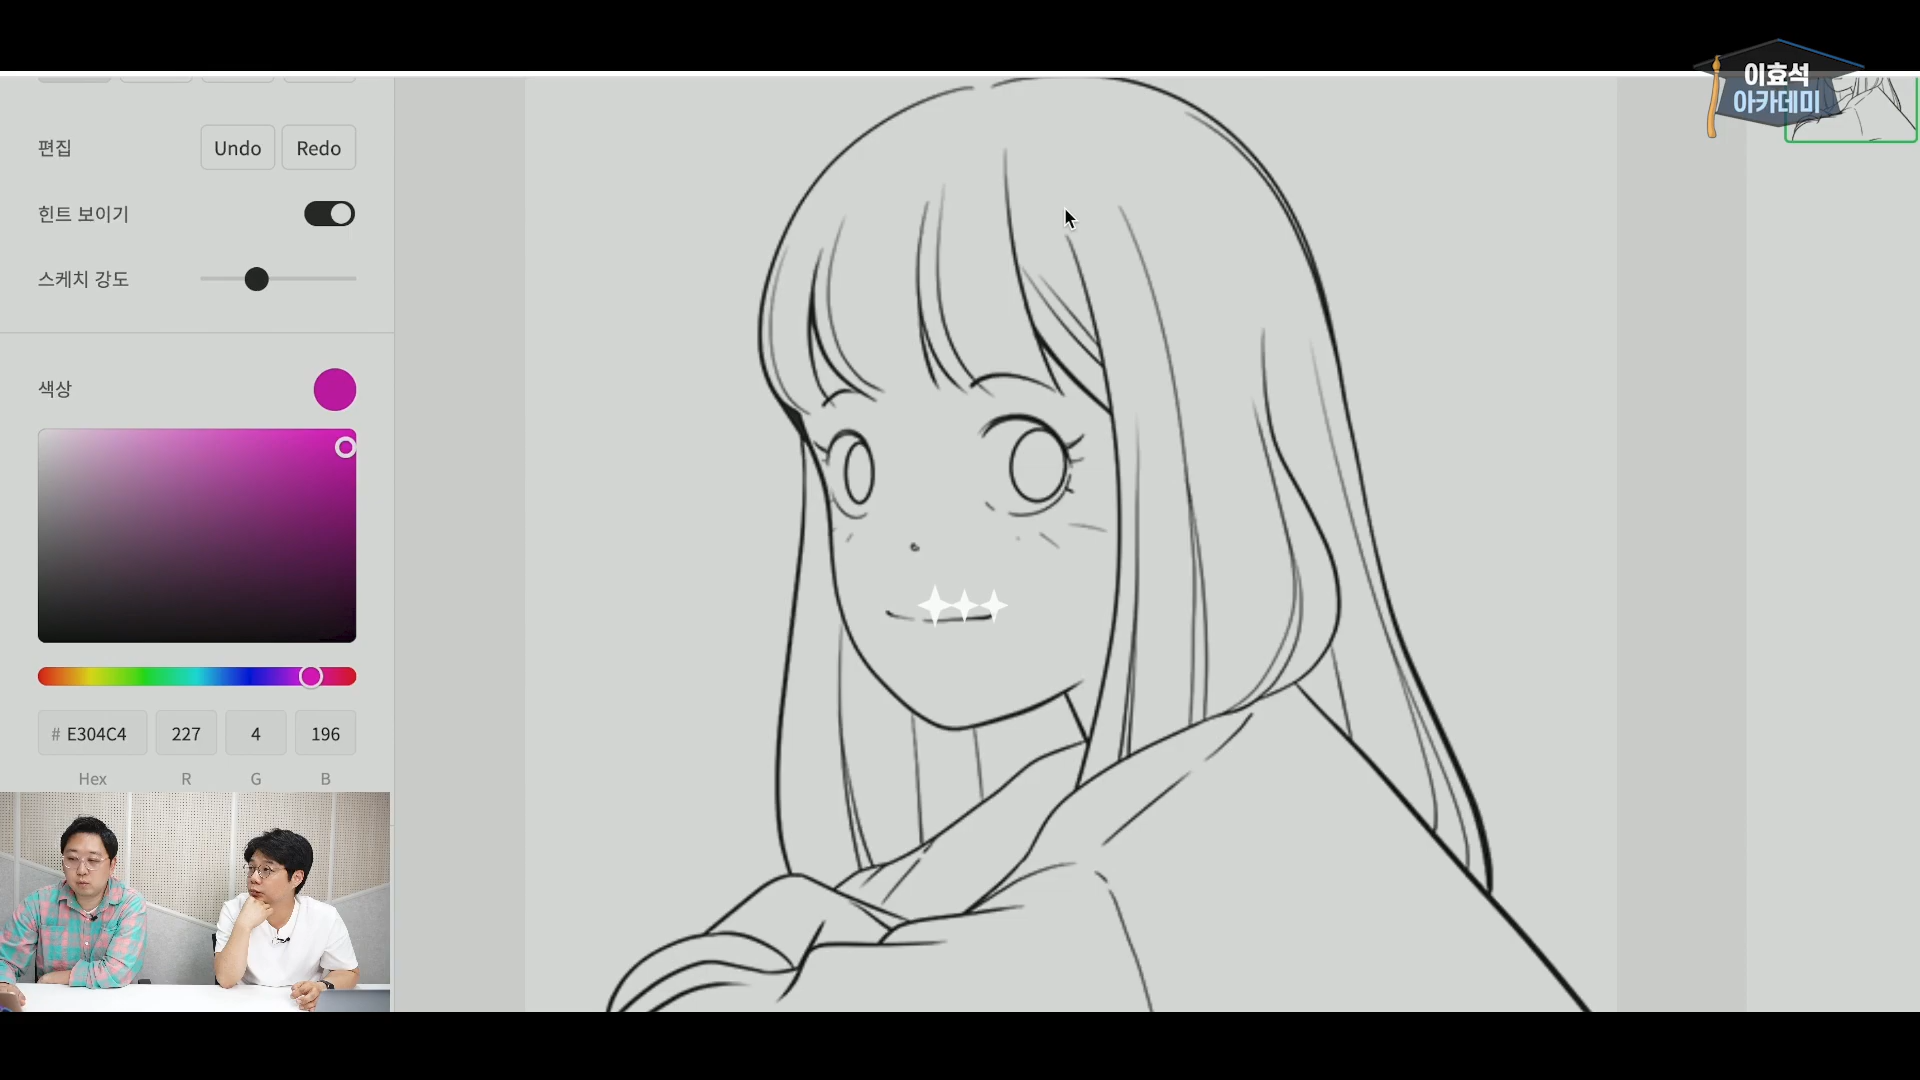 이효석
아카데미
편집 Undo Redo
힌트 보이기
스케치 강도
색상
# E304C4 227 4 196
Hex R G B